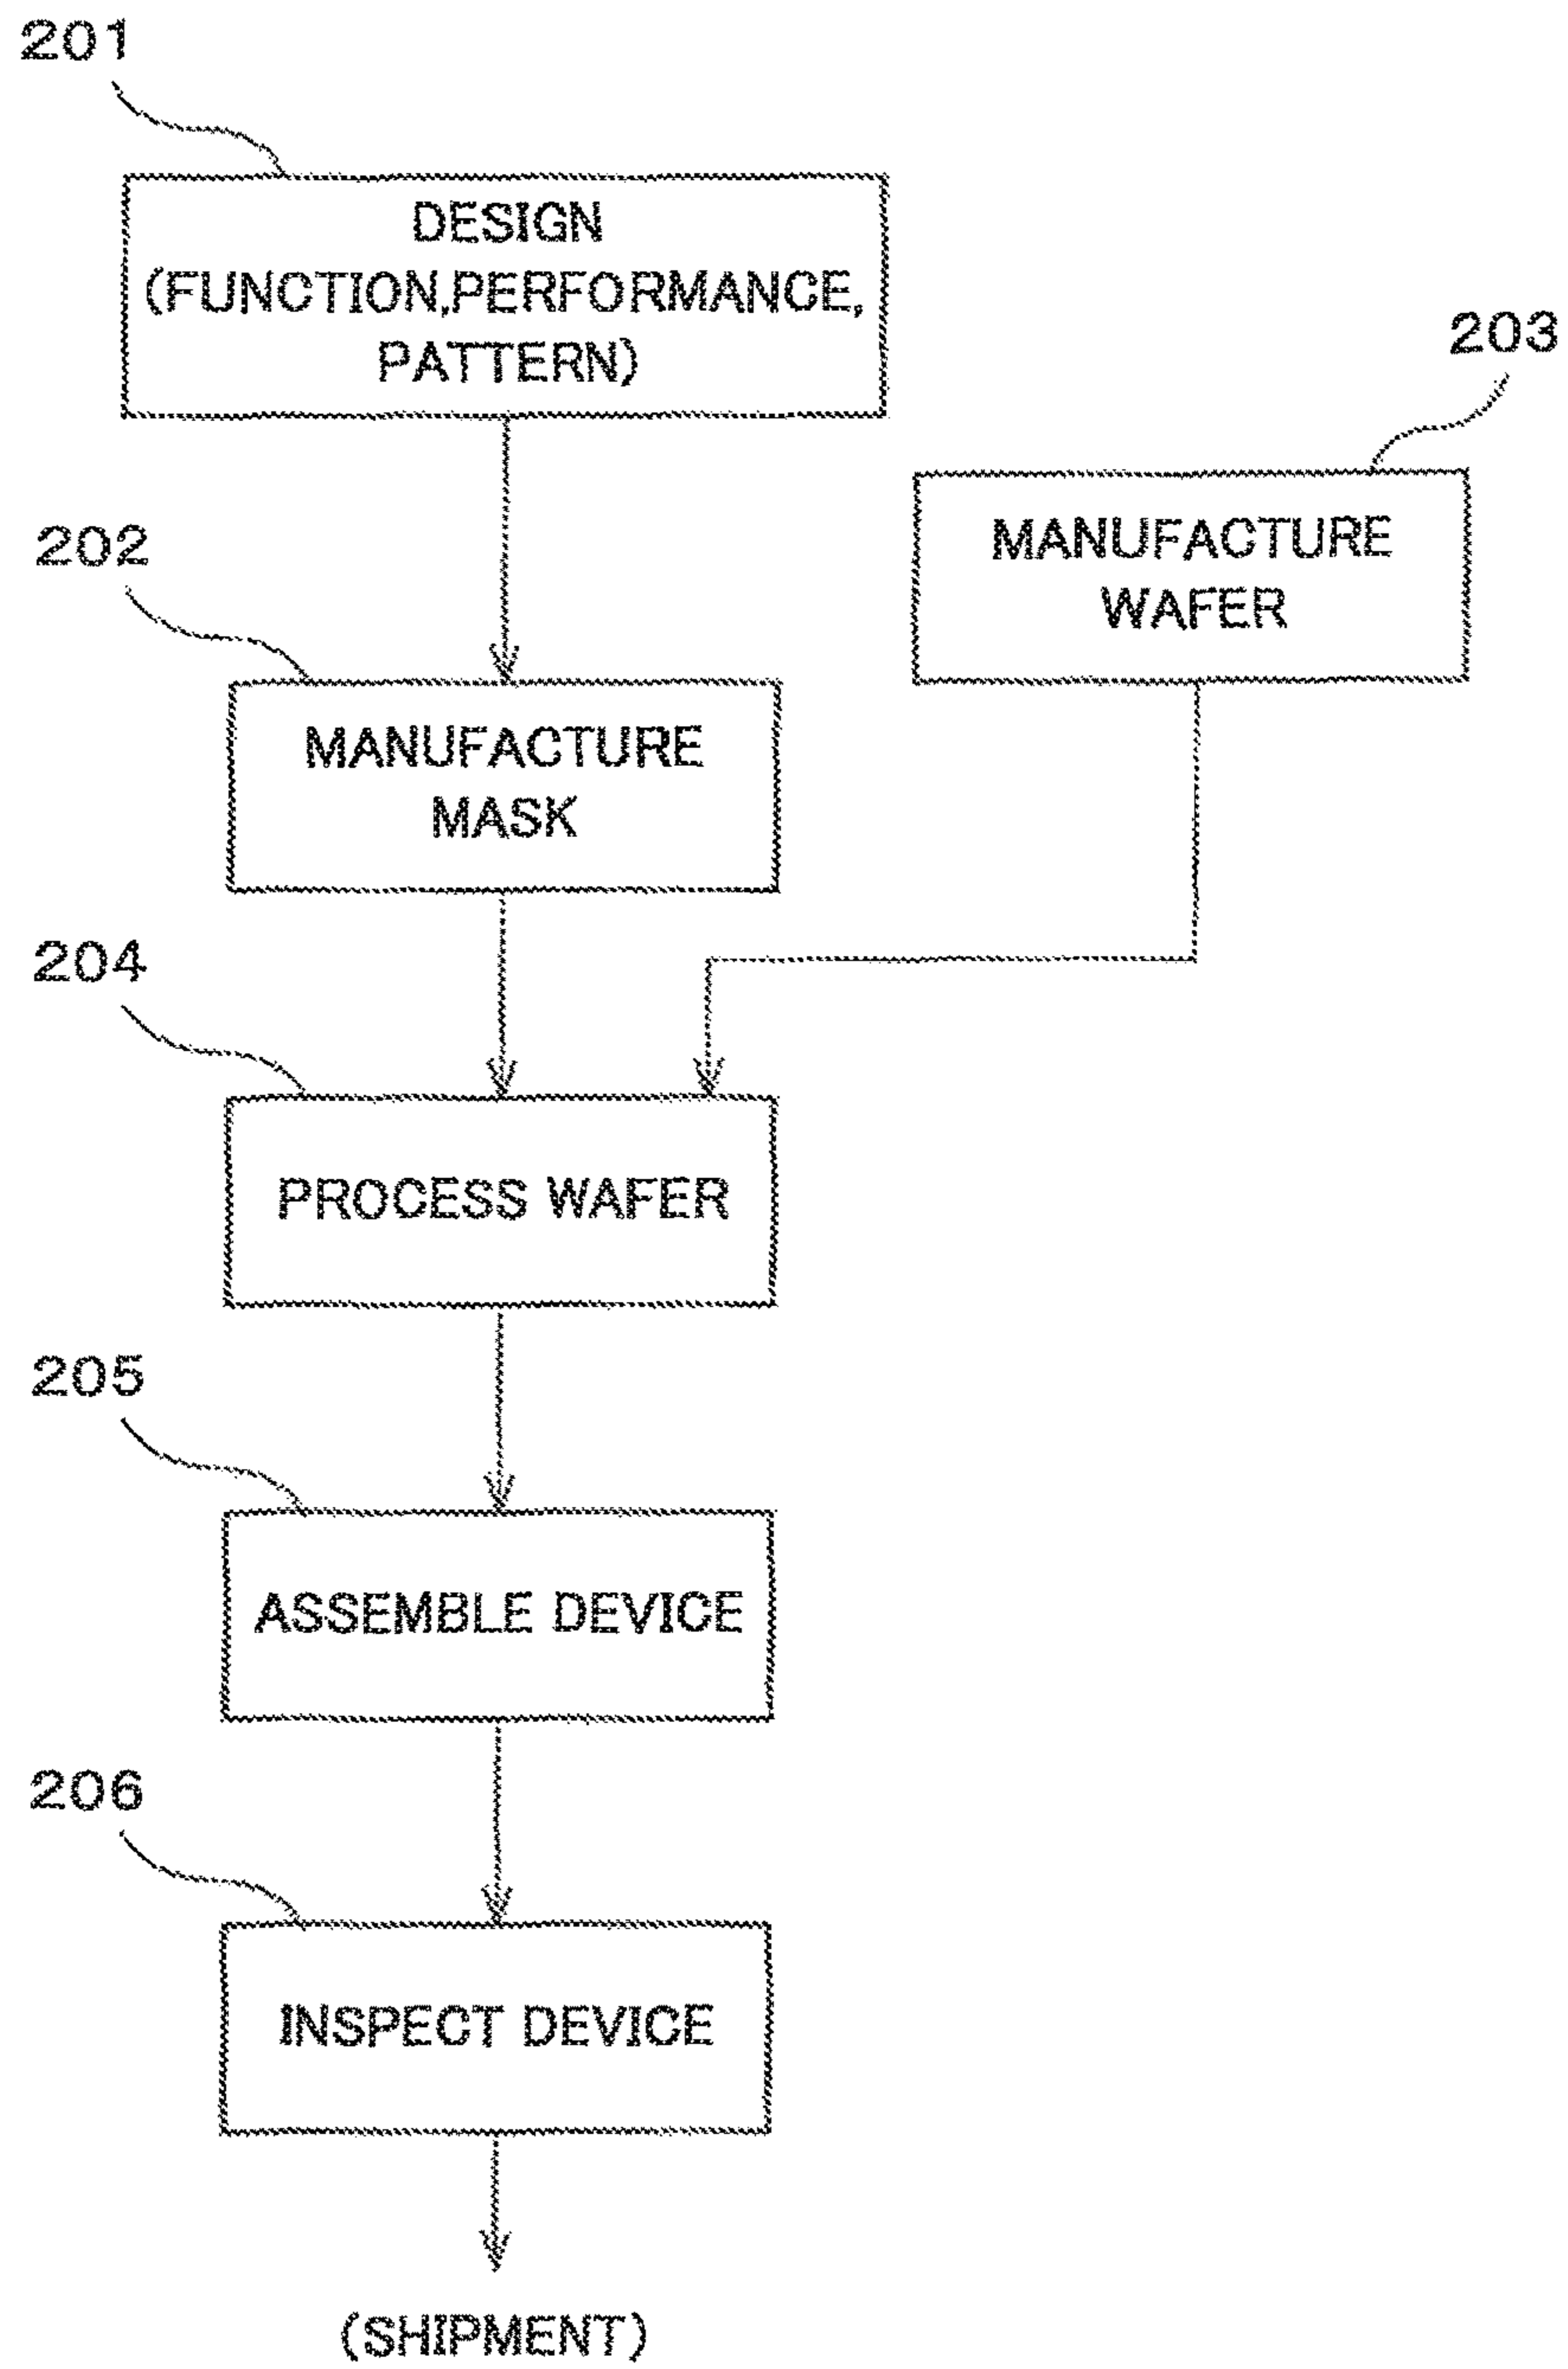 201
DESIGN
(FUNCTION,PERFORMANCE,
PATTERN)
203
MANUFACTURE
WAFER
202
MANUFACTURE
MASK
204
PROCESS WAFER
205
ASSEMBLE DEVICE
206
INSPECT DEVICE
(SHIPMENT)